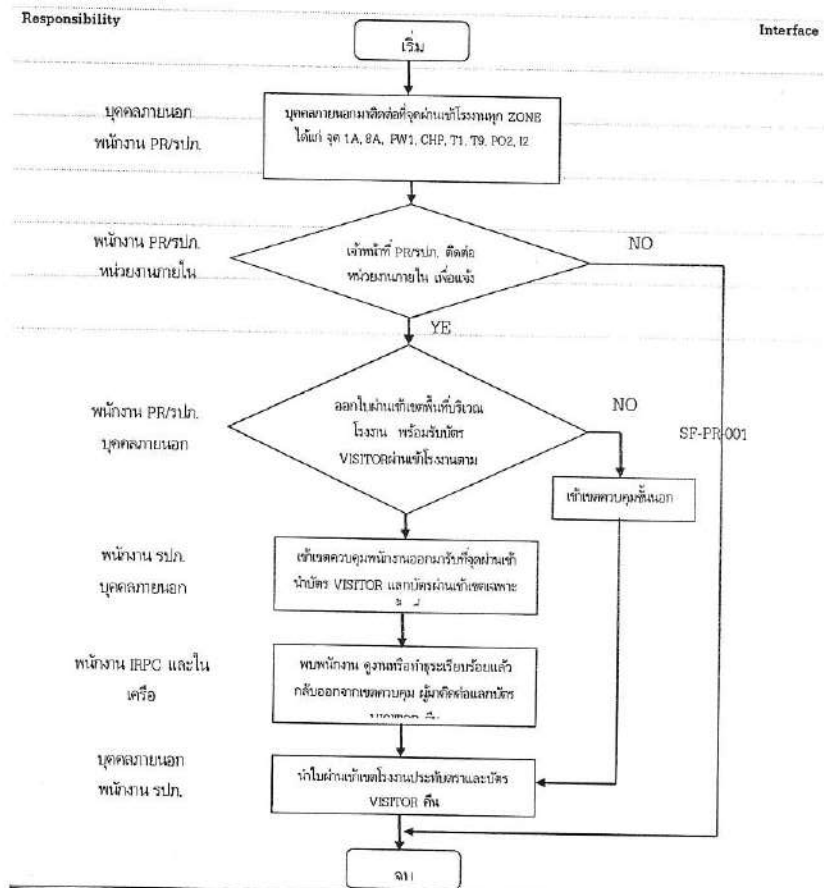 Responsibility
Interface
เริ่ม
บุคคลภายนอก
พนักงาน PR/รปภ.
บุคคลภายนอกมาติดต่อที่จุดผ่านเข้าโรงงานทุก ZONE
ได้แก่ จุด 1A, 8A, PW1, CHP, T1, T9, PO2, I2
พนักงาน PR/รปภ.
หน่วยงานภายใน
เจ้าหน้าที่ PR/รปภ. ติดต่อ
หน่วยงานภายใน เพื่อแจ้ง
NO
YE
พนักงาน PR/รปภ.
บุคคลภายนอก
ออกใบผ่านเข้าเขตพื้นที่บริเวณ
โรงงาน พร้อมรับบัตร
VISITORผ่านเข้าโรงงานตาม
NO
SF-PR-001
เข้าเขตควบคุมชั้นนอก
พนักงาน รปภ.
บุคคลภายนอก
เข้าเขตควบคุมพนักงานออกมารับที่จุดผ่านเข้า
นำบัตร VISITOR แลกบัตรผ่านเข้าเขตเฉพาะ
พนักงาน IRPC และใน
เครือ
พบพนักงาน ดูงานหรือทำธุระเรียบร้อยแล้ว
กลับออกจากเขตควบคุม ผู้มาติดต่อแลกบัตร
VISITOR คืน
บุคคลภายนอก
พนักงาน รปภ.
นำใบผ่านเข้าเขตโรงงานประทับตราและบัตร
VISITOR คืน
จบ